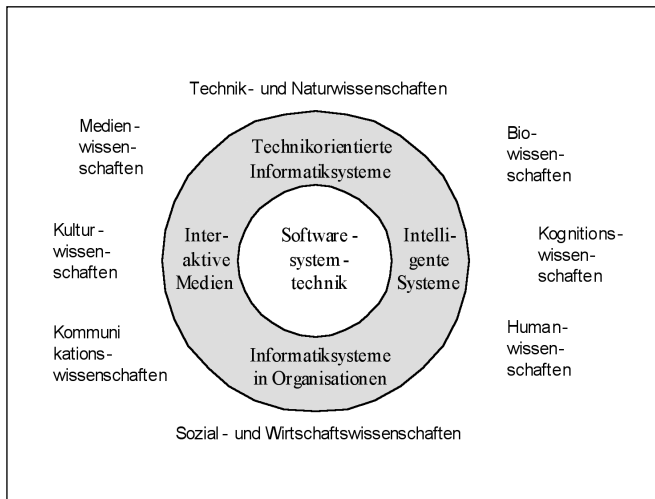 Technik - und Naturwissenschaften
Medien -
wissen-
schaften
Technikorientierte
Informatiksysteme
Bio-
wissen-
schaften
Kultur -
wissen-
schaften
Inter-
aktive
Medien
Software -
system -
technik
Intelli-
gente
Systeme
Kognitions -
wissen-
schaften
Kommuni
kations-
wissenschaften
Informatiksysteme
in Organisationen
Human-
wissen-
schaften
Sozial - und Wirtschaftswissenschaften